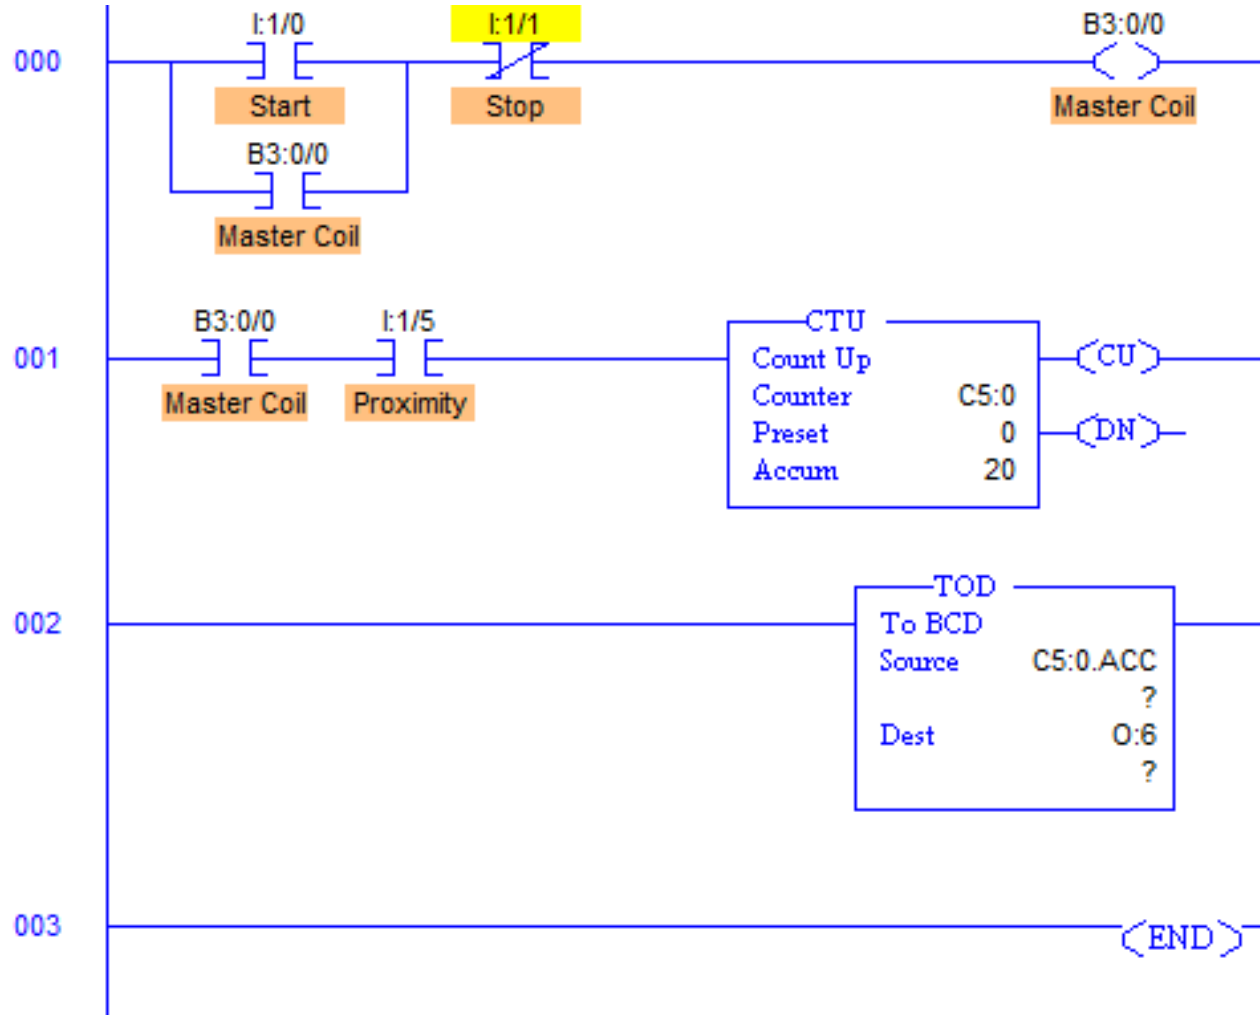 I:1/0 I:1/1 B3:0/0
000
Start Stop Master Coil
B3:0/0
Master Coil
B3:0/0 I:1/5 CTU
001 Count Up CU
Master Coil Proximity Counter C5:0
Preset 0 DN
Accum 20
TOD
002 To BCD
Source C5:0.ACC
?
Dest O:6
?
003 END